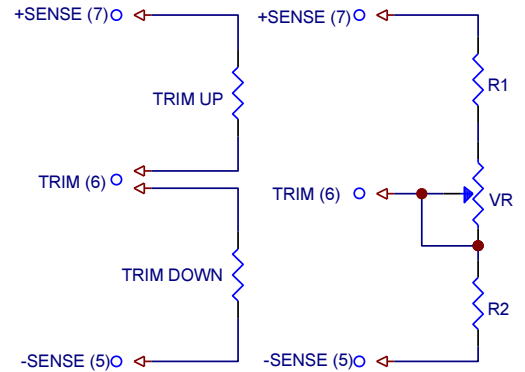 +SENSE (7)
TRIM UP
TRIM (6)
TRIM DOWN
-SENSE (5)
+SENSE (7)
R1
TRIM (6)
VR
R2
-SENSE (5)